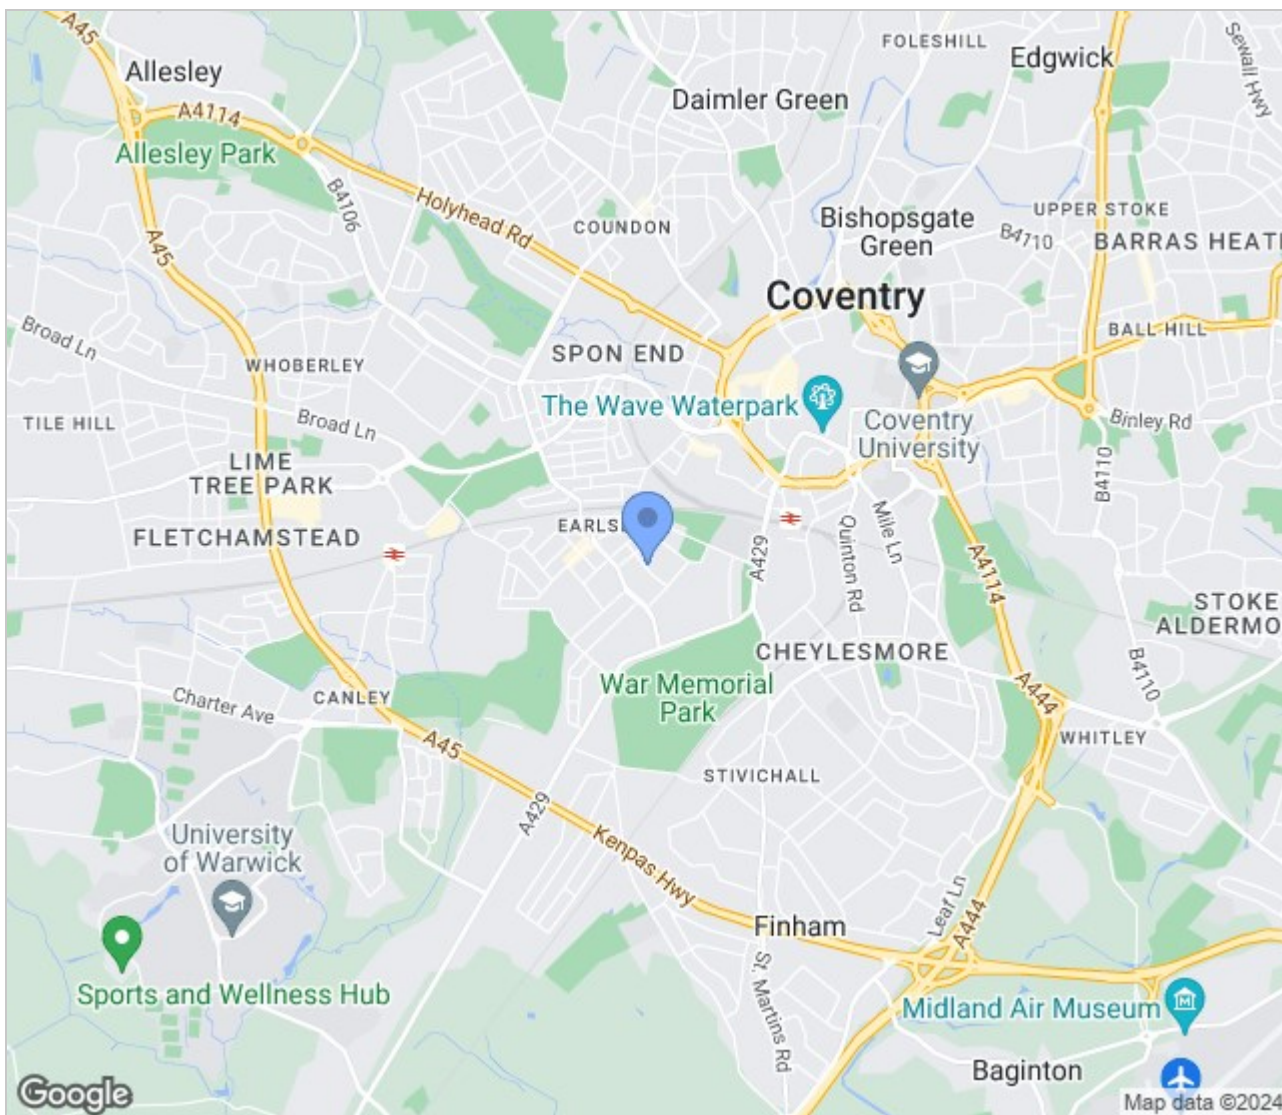 A45
FOLESHILL
Edgwick
Sewall Hwy
Allesley
Daimler Green
A4114
Allesley Park
B4106
Holyhead Rd
COUNDON
Bishopsgate
Green
UPPER STOKE
B4110
BARRAS HEATH
A45
Coventry
Broad Ln
BALL HILL
SPON END
WHOBERLEY
The Wave Waterpark
Coventry
University
Binley Rd
TILE HILL
Broad Ln
LIME
TREE PARK
B4110
FLETCHAMSTEAD
A429
Quinton Rd
Mile Ln
A4114
STOKE
CHEYLESMORE
B4110
War Memorial
Park
Charter Ave
CANLEY
A444
WHITLEY
A45
STIVICHALL
A429
Kenpas Hwy
University
of Warwick
Leaf Ln
A444
Finham
St. Martins Rd
Sports and Wellness Hub
Midland Air Museum
Baginton
Google
Map data ©2024